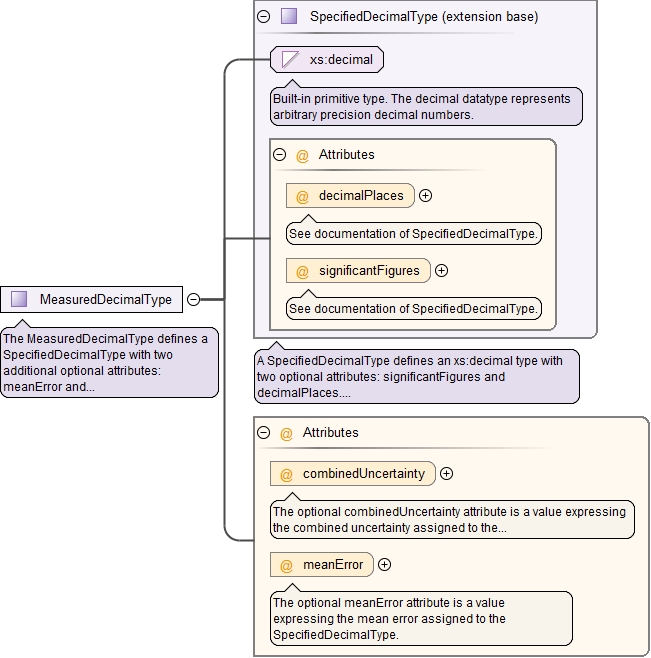 SpecifiedDecimalType (extension base)
xs:decimal
Built-in primitive type. The decimal datatype represents
arbitrary precision decimal numbers.
@ Attributes
@ decimalPlaces
See documentation of SpecifiedDecimalType.
@ significantFigures
See documentation of SpecifiedDecimalType.
MeasuredDecimalType
The MeasuredDecimalType defines a
SpecifiedDecimalType with two
additional optional attributes:
meanError and...
A SpecifiedDecimalType defines an xs:decimal type with
two optional attributes: significantFigures and
decimalPlaces....
@ Attributes
@ combinedUncertainty
The optional combinedUncertainty attribute is a value expressing
the combined uncertainty assigned to the...
@ meanError
The optional meanError attribute is a value
expressing the mean error assigned to the
SpecifiedDecimalType.